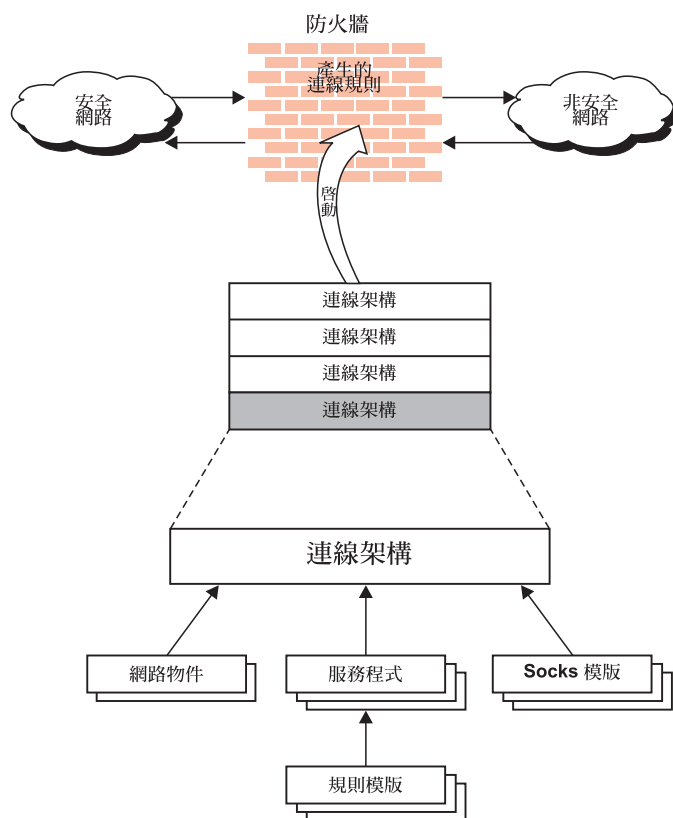 防火牆
產生的
連線規則
安全
網路
非安全
網路
啓
動
連線架構
連線架構
連線架構
連線架構
連線架構
網路物件
服務程式
Socks 模版
規則模版